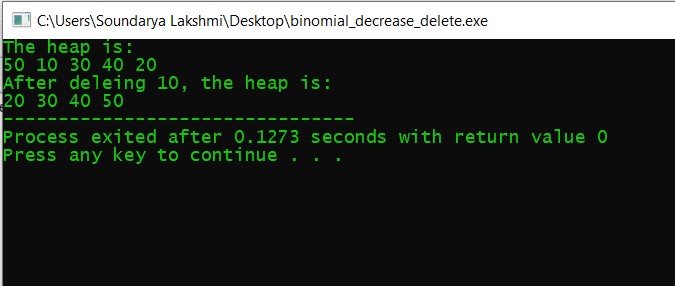 C:\Users\Soundarya Lakshmi\Desktop\binomial_decrease_delete.exe
The heap is:
50 10 30 40 20
After deleing 10, the heap is:
20 30 40 50
--------------------------------
Process exited after 0.1273 seconds with return value 0
Press any key to continue . . .